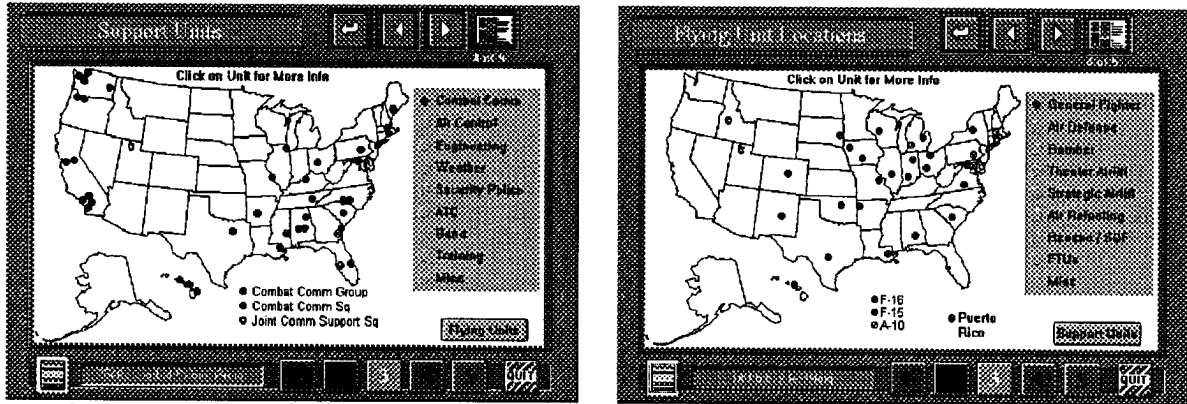 Support Units
Click on Unit for More Info
Combat Comm
Air Control
Engineering
Weather
Security Police
ATC
Band
Training
Misc
Combat Comm Group
Combat Comm Sq
Joint Comm Support Sq
Flying Units
3
QUIT
Flying Unit Locations
Click on Unit for More Info
General Fighter
Air Defense
Bomber
Theater Airlift
Strategic Airlift
Air Refueling
Rescue / SOF
FTUs
Misc
F-16
F-15
A-10
Puerto
Rico
Support Units
3
QUIT